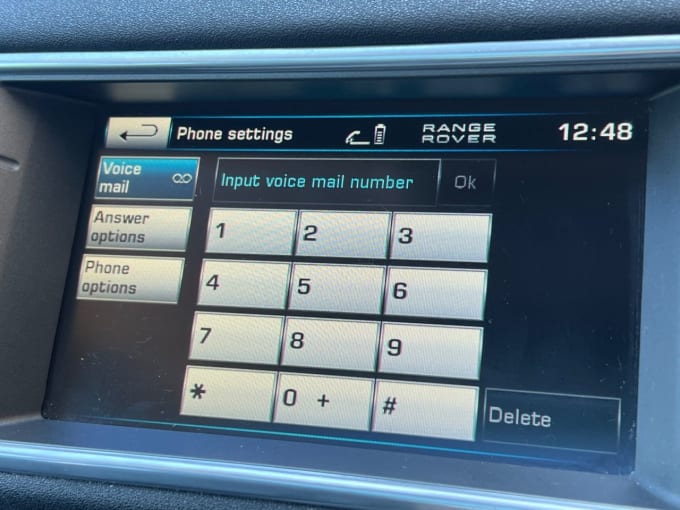 Phone settings
RANGE
ROVER
12:48
Voice
mail
Input voice mail number
Ok
Answer
options
Phone
options
1
2
3
4
5
6
7
8
9
*
0 +
#
Delete